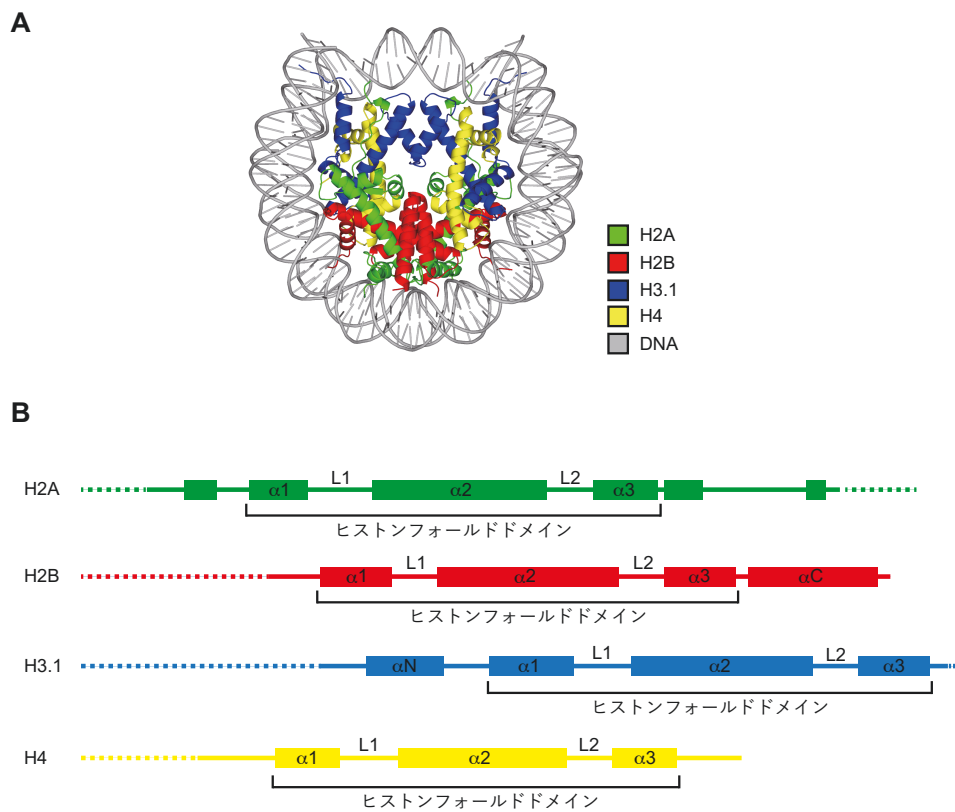 A
H2A
H2B
H3.1
H4
DNA
B
H2A α1 L1 α2 L2 α3
ヒストンフォールドドメイン
H2B α1 L1 α2 L2 α3 αC
ヒストンフォールドドメイン
H3.1 αN α1 L1 α2 L2 α3
ヒストンフォールドドメイン
H4 α1 L1 α2 L2 α3
ヒストンフォールドドメイン